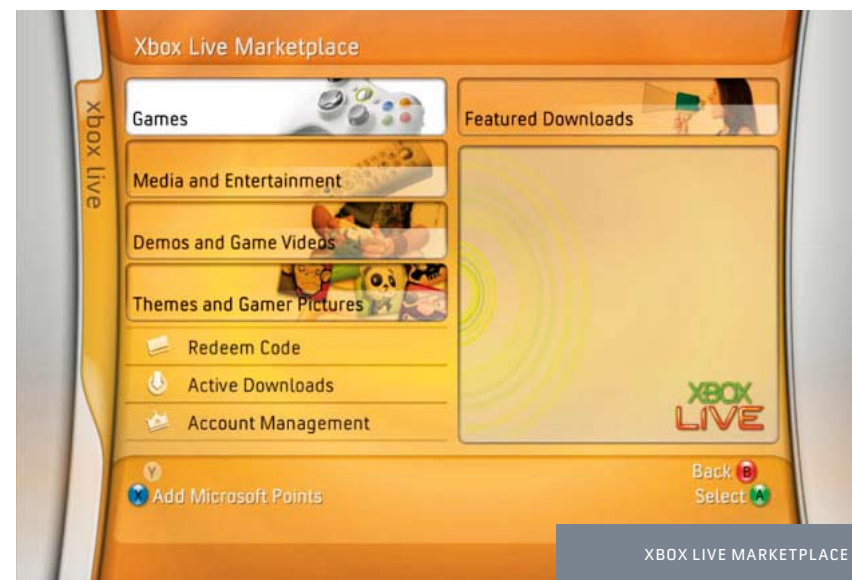 Xbox Live Marketplace
xbox live
Games
Featured Downloads
Media and Entertainment
Demos and Game Videos
Themes and Gamer Pictures
Redeem Code
Active Downloads
Account Management
XBOX
LIVE
Y
Back B
X Add Microsoft Points
Select A
XBOX LIVE MARKETPLACE